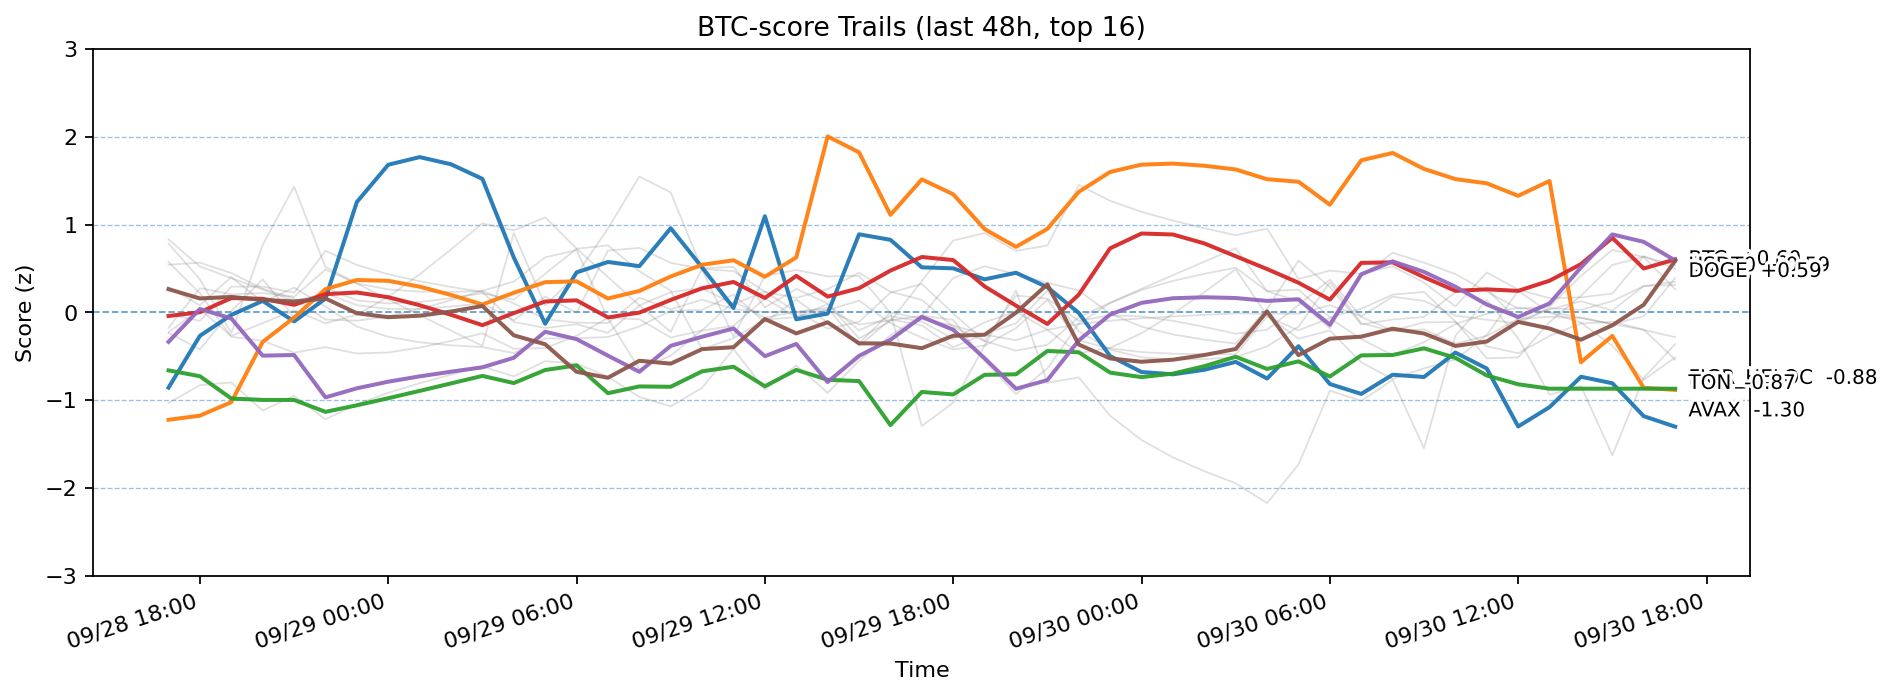 BTC-score Trails (last 48h, top 16)
3
2
1
0
−1
−2
−3
Score (z)
DOGE +0.59
-0.88
TON -0.87
AVAX -1.30
09/28 18:00
09/29 00:00
09/29 06:00
09/29 12:00
09/29 18:00
09/30 00:00
09/30 06:00
09/30 12:00
09/30 18:00
Time